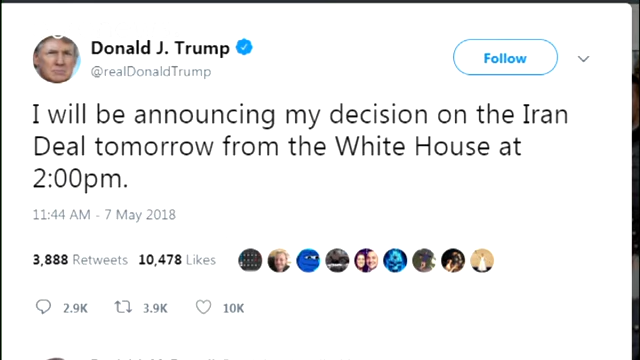 Donald J. Trump
@realDonaldTrump
Follow
I will be announcing my decision on the Iran
Deal tomorrow from the White House at
2:00pm.
11:44 AM - 7 May 2018
3,888 Retweets 10,478 Likes
2.9K 3.9K 10K